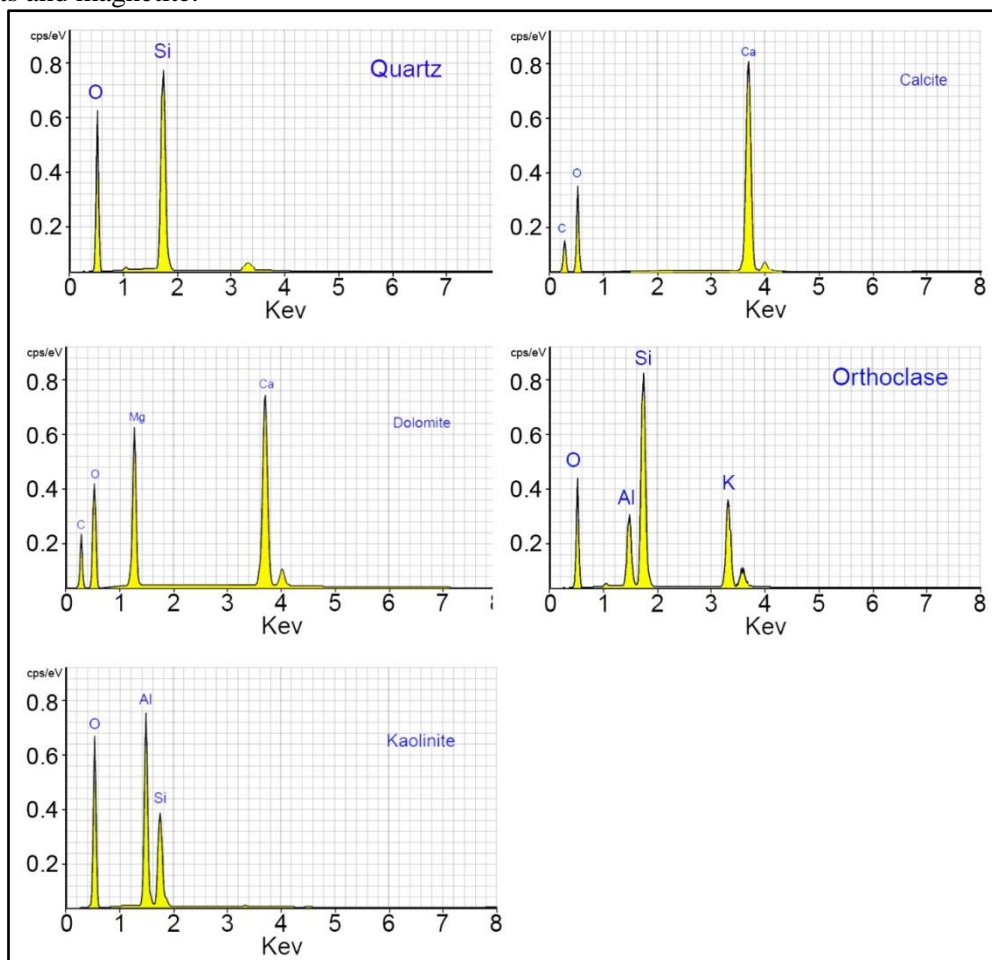 ts and magnetite.
cps/eV
0.8
0.6
0.4
0.2
O
Si
Quartz
0 1 2 3 4 5 6 7
Kev
cps/eV
0.8
0.6
0.4
0.2
C
O
Ca
Calcite
0 1 2 3 4 5 6 7 8
Kev
cps/eV
0.8
0.6
0.4
0.2
C
O
Mg
Ca
Dolomite
0 1 2 3 4 5 6 7
Kev
cps/eV
0.8
0.6
0.4
0.2
O
Al
Si
K
Orthoclase
0 1 2 3 4 5 6 7 8
Kev
cps/eV
0.8
0.6
0.4
0.2
O
Al
Si
Kaolinite
0 1 2 3 4 5 6 7 8
Kev